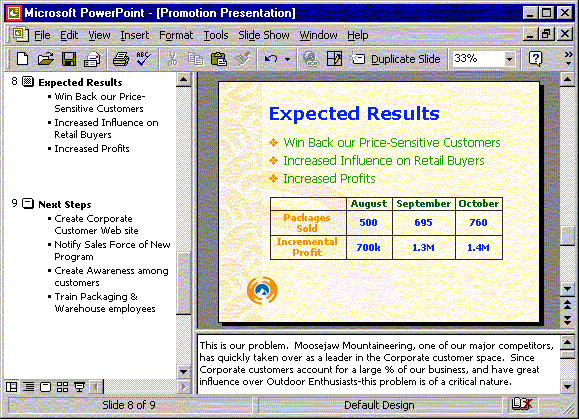 Microsoft PowerPoint - [Promotion Presentation]
File Edit View Insert Format Tools Slide Show Window Help
ABC Duplicate Slide 33% ?
8 Expected Results
• Win Back our Price-
Sensitive Customers
• Increased Influence on
Retail Buyers
• Increased Profits
9 Next Steps
• Create Corporate
Customer Web site
• Notify Sales Force of New
Program
• Create Awareness among
customers
• Train Packaging &
Warehouse employees
Expected Results
Win Back our Price-Sensitive Customers
Increased Influence on Retail Buyers
Increased Profits
August September October
Packages
Sold 500 695 760
Incremental
Profit 700k 1.3M 1.4M
This is our problem. Moosejaw Mountaineering, one of our major competitors,
has quickly taken over as a leader in the Corporate customer space. Since
Corporate customers account for a large % of our business, and have great
influence over Outdoor Enthusiasts-this problem is of a critical nature.
Slide 8 of 9 Default Design